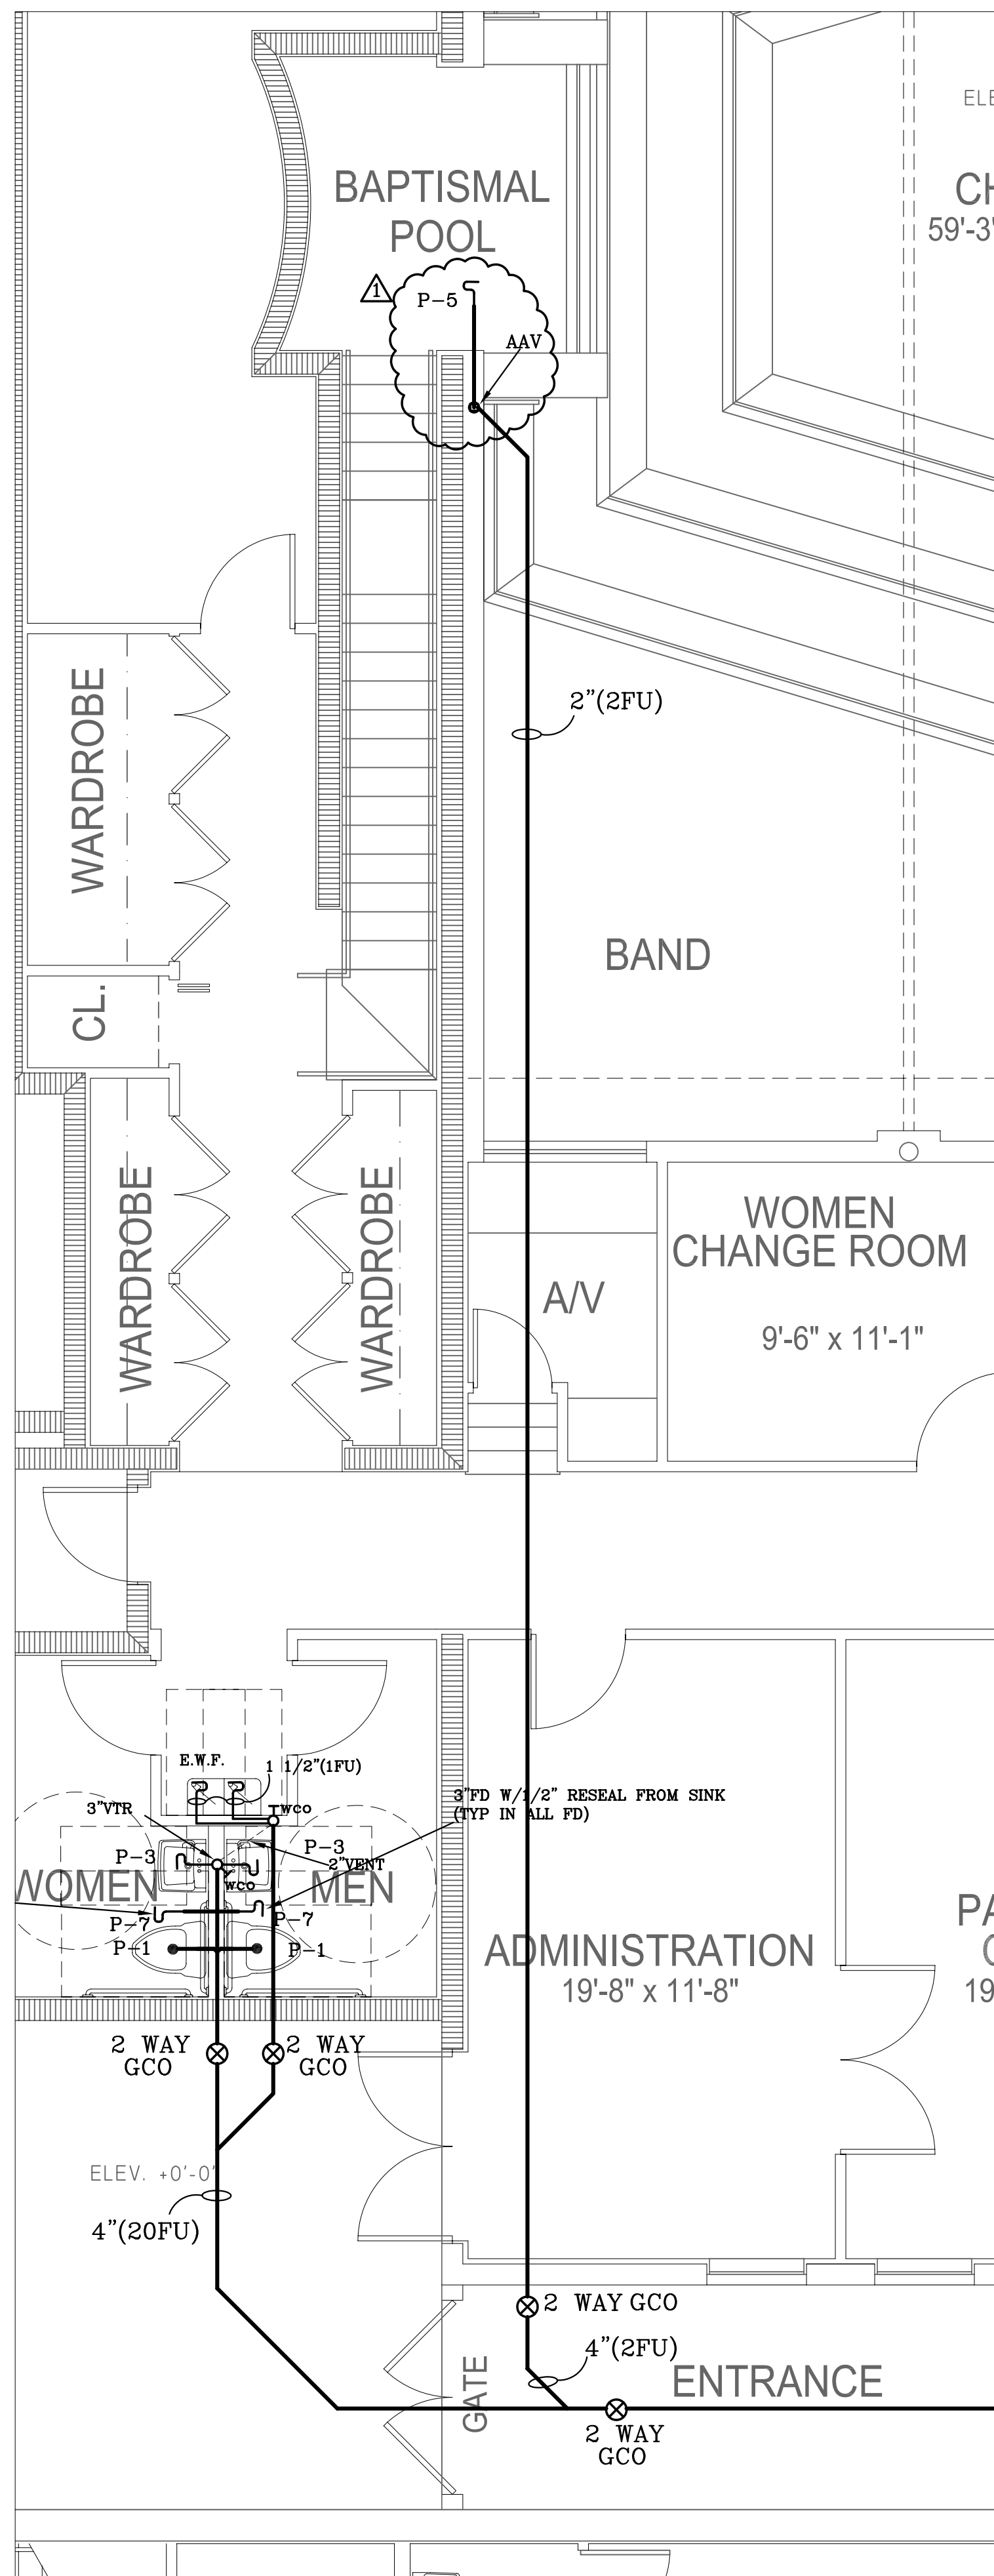 ELE
BAPTISMAL
POOL
CH
59'-3"
1
P-5
AAV
WARDROBE
2"(2FU)
BAND
CL.
WARDROBE
WARDROBE
WOMEN
CHANGE ROOM
9'-6" x 11'-1"
A/V
E.W.F.
1 1/2"(1FU)
3"FD W/1/2" RESEAL FROM SINK
(TYP IN ALL FD)
3"VTR
WCO
P-3
P-3
2"VENT
WCO
WOMEN
MEN
P-7
P-7
P-1
P-1
ADMINISTRATION
19'-8" x 11'-8"
PA
C
19
2 WAY
GCO
2 WAY
GCO
ELEV. +0'-0"
4"(20FU)
2 WAY GCO
4"(2FU)
GATE
ENTRANCE
2 WAY
GCO